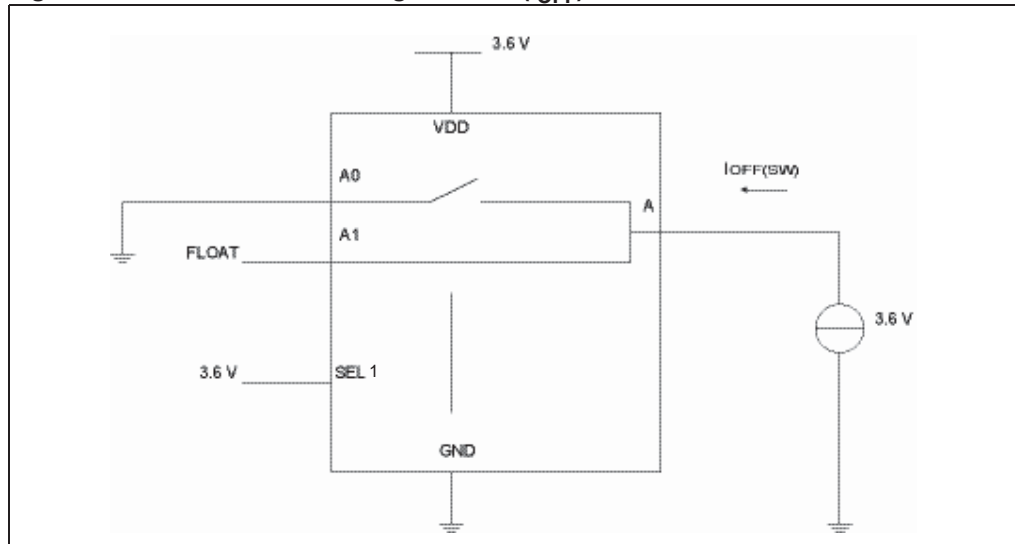 3.6 V
VDD
A0
IOFF(SW)
A
A1
FLOAT
3.6 V
3.6 V
SEL 1
GND